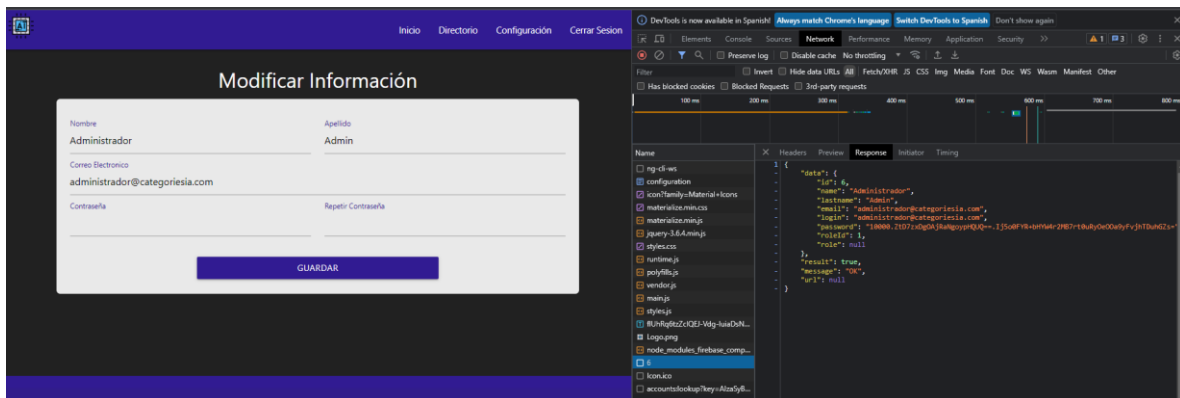 Inicio Directorio Configuración Cerrar Sesion
Modificar Información
Nombre Apellido
Administrador Admin
Correo Electronico
administrador@categoriesia.com
Contraseña Repetir Contraseña
GUARDAR
DevTools is now available in Spanish! Always match Chrome's language Switch DevTools to Spanish Don't show again
Elements Console Sources Network Performance Memory Application Security 1 3
Preserve log Disable cache No throttling
Filter Invert Hide data URLs All Fetch/XHR JS CSS Img Media Font Doc WS Wasm Manifest Other
Has blocked cookies Blocked Requests 3rd-party requests
100 ms 200 ms 300 ms 400 ms 500 ms 600 ms 700 ms 800 ms
Name
ng-cli-ws
configuration
icon?family=Material+Icons
materialize.min.css
materialize.min.js
jquery-3.6.4.min.js
styles.css
runtime.js
polyfills.js
vendor.js
main.js
styles.js
Logo.png
node_modules_firebase_comp...
6
Icon.ico
Headers Preview Response Initiator Timing
1 {
- "data": {
- "id": 6,
- "name": "Administrador",
- "lastname": "Admin",
- "email": "administrador@categoriesia.com",
- "login": "administrador@categoriesia.com",
- "password":
- "roleId": 1,
- "role": null
- },
- "result": true,
- "message": "OK",
- "url": null
- }